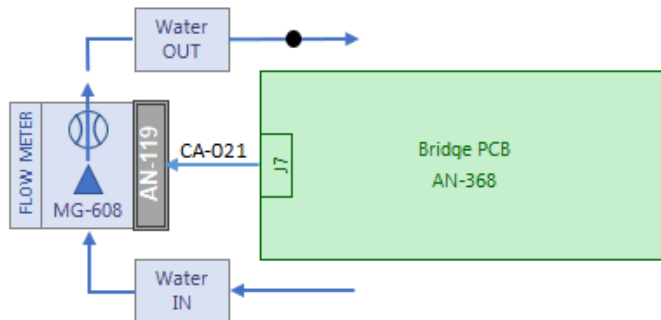 Water
OUT
FLOW METER
MG-608
AN-119
CA-021
J7
Bridge PCB
AN-368
Water
IN